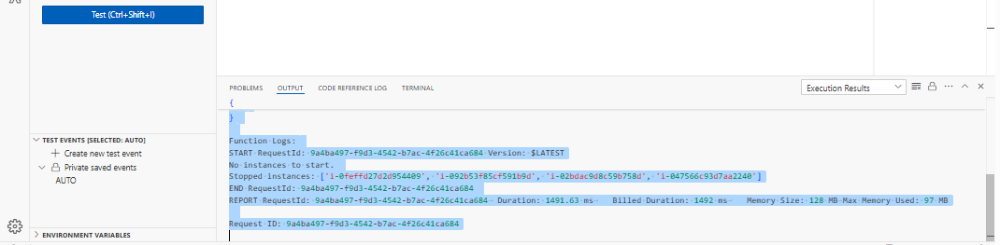 Test (Ctrl+Shift+I)
PROBLEMS OUTPUT CODE REFERENCE LOG TERMINAL
Execution Results
{
}
Function Logs:
START RequestId: 9a4ba497-f9d3-4542-b7ac-4f26c41ca684 Version: $LATEST
No instances to start.
Stopped instances: ['i-0feffd27d2d954409', 'i-092b53f85cf591b9d', 'i-02bdac9d8c59b758d', 'i-047566c93d7aa2240']
END RequestId: 9a4ba497-f9d3-4542-b7ac-4f26c41ca684
REPORT RequestId: 9a4ba497-f9d3-4542-b7ac-4f26c41ca684 Duration: 1491.63 ms Billed Duration: 1492 ms Memory Size: 128 MB Max Memory Used: 97 MB
Request ID: 9a4ba497-f9d3-4542-b7ac-4f26c41ca684
TEST EVENTS [SELECTED: AUTO]
Create new test event
Private saved events
AUTO
ENVIRONMENT VARIABLES